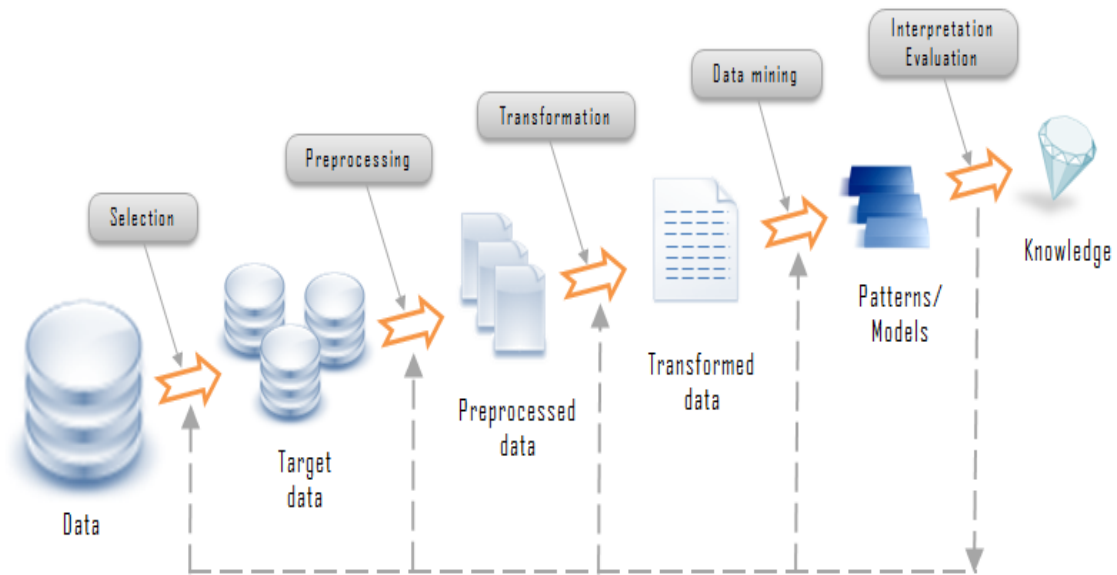 Interpretation
Evaluation
Data mining
Transformation
Preprocessing
Selection
Knowledge
Patterns/
Models
Transformed
data
Preprocessed
data
Target
data
Data